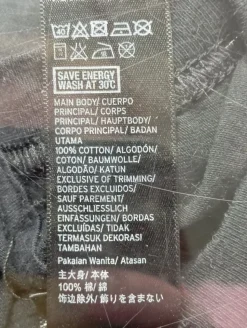 40
SAVE ENERGY
WASH AT 30°C
MAIN BODY/ CUERPO
PRINCIPAL/ CORPS
PRINCIPAL/ HAUPTBODY/
CORPO PRINCIPAL/ BADAN
UTAMA
100% COTTON/ ALGODÓN/
COTON/ BAUMWOLLE/
ALGODÃO/ KATUN
EXCLUSIVE OF TRIMMING/
BORDES EXCLUIDOS/
SAUF PAREMENT/
AUSSCHLIESSLICH
EINFASSUNGEN/ BORDAS
EXCLUÍDAS/ TIDAK
TERMASUK DEKORASI
TAMBAHAN
Pakaian Wanita/ Atasan
主大身/ 本体
100% 棉/ 綿
饰边除外/ 飾りを含まない